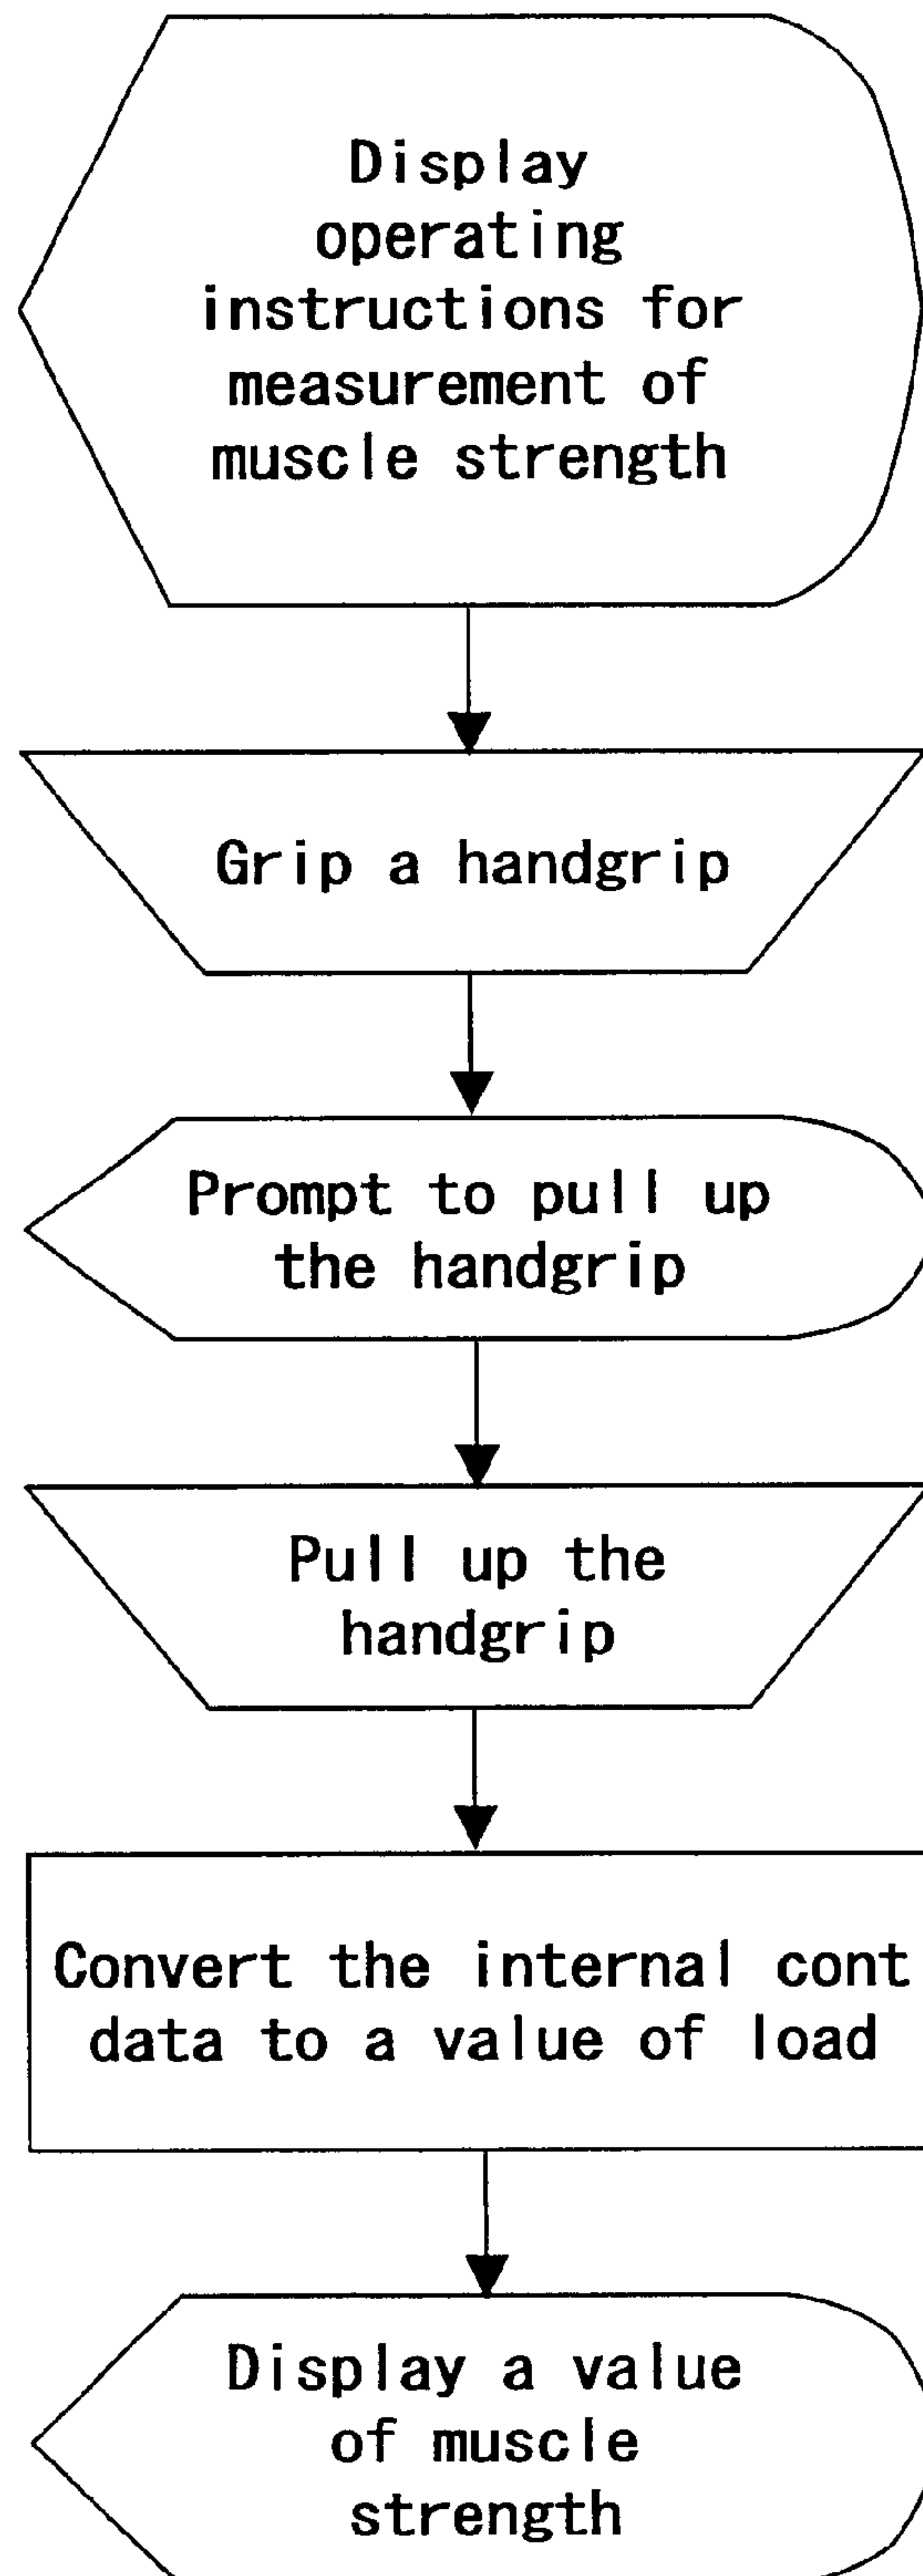 Display
operating
instructions for
measurement of
muscle strength
Grip a handgrip
Prompt to pull up
the handgrip
Pull up the
handgrip
Convert the internal cont
data to a value of load
Display a value
of muscle
strength